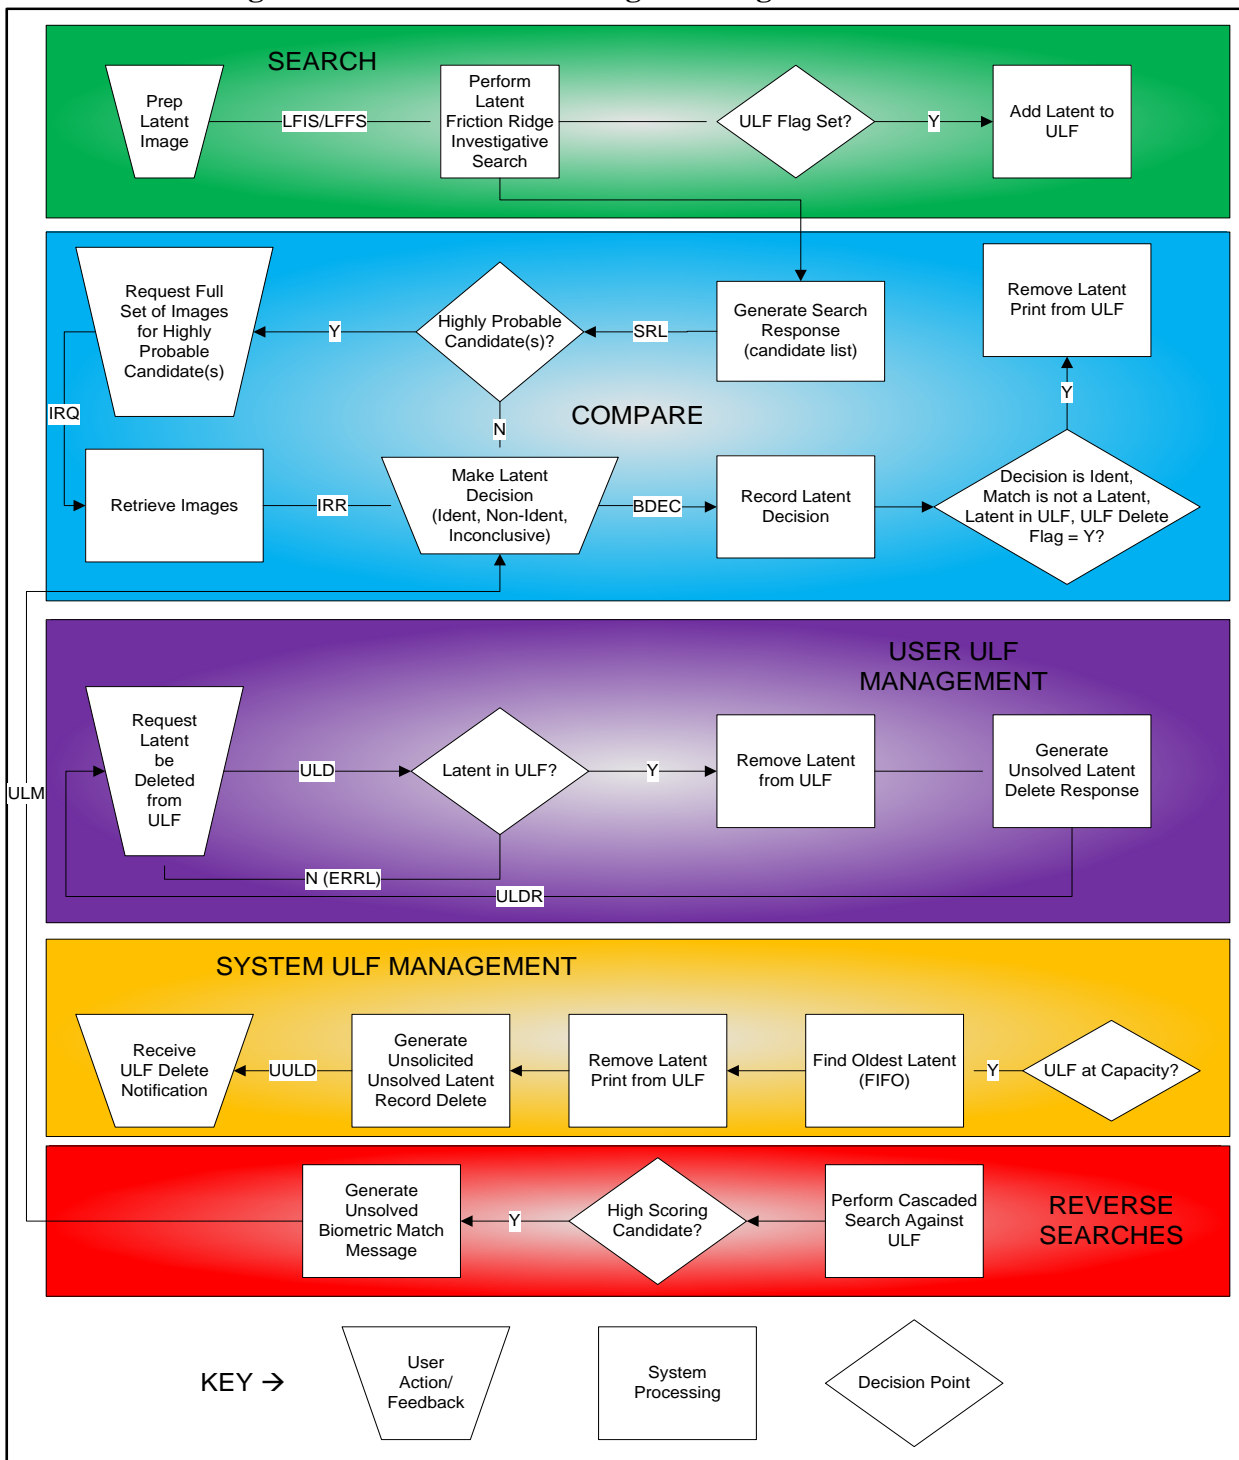 SEARCH
Prep
Latent
Image
LFIS/LFFS
Perform
Latent
Friction Ridge
Investigative
Search
ULF Flag Set?
Y
Add Latent to
ULF
Request Full
Set of Images
for Highly
Probable
Candidate(s)
Y
Highly Probable
Candidate(s)?
SRL
Generate Search
Response
(candidate list)
Remove Latent
Print from ULF
IRQ
N
COMPARE
Y
Retrieve Images
IRR
Make Latent
Decision
(Ident, Non-Ident,
Inconclusive)
BDEC
Record Latent
Decision
Decision is Ident,
Match is not a Latent,
Latent in ULF, ULF Delete
Flag = Y?
USER ULF
MANAGEMENT
Request
Latent
be
Deleted
from
ULF
ULD
Latent in ULF?
Y
Remove Latent
from ULF
Generate
Unsolved Latent
Delete Response
ULM
N (ERRL)
ULDR
SYSTEM ULF MANAGEMENT
Receive
ULF Delete
Notification
UULD
Generate
Unsolicited
Unsolved Latent
Record Delete
Remove Latent
Print from ULF
Find Oldest Latent
(FIFO)
Y
ULF at Capacity?
Generate
Unsolved
Biometric Match
Message
Y
High Scoring
Candidate?
Perform Cascaded
Search Against
ULF
REVERSE
SEARCHES
KEY →
User
Action/
Feedback
System
Processing
Decision Point